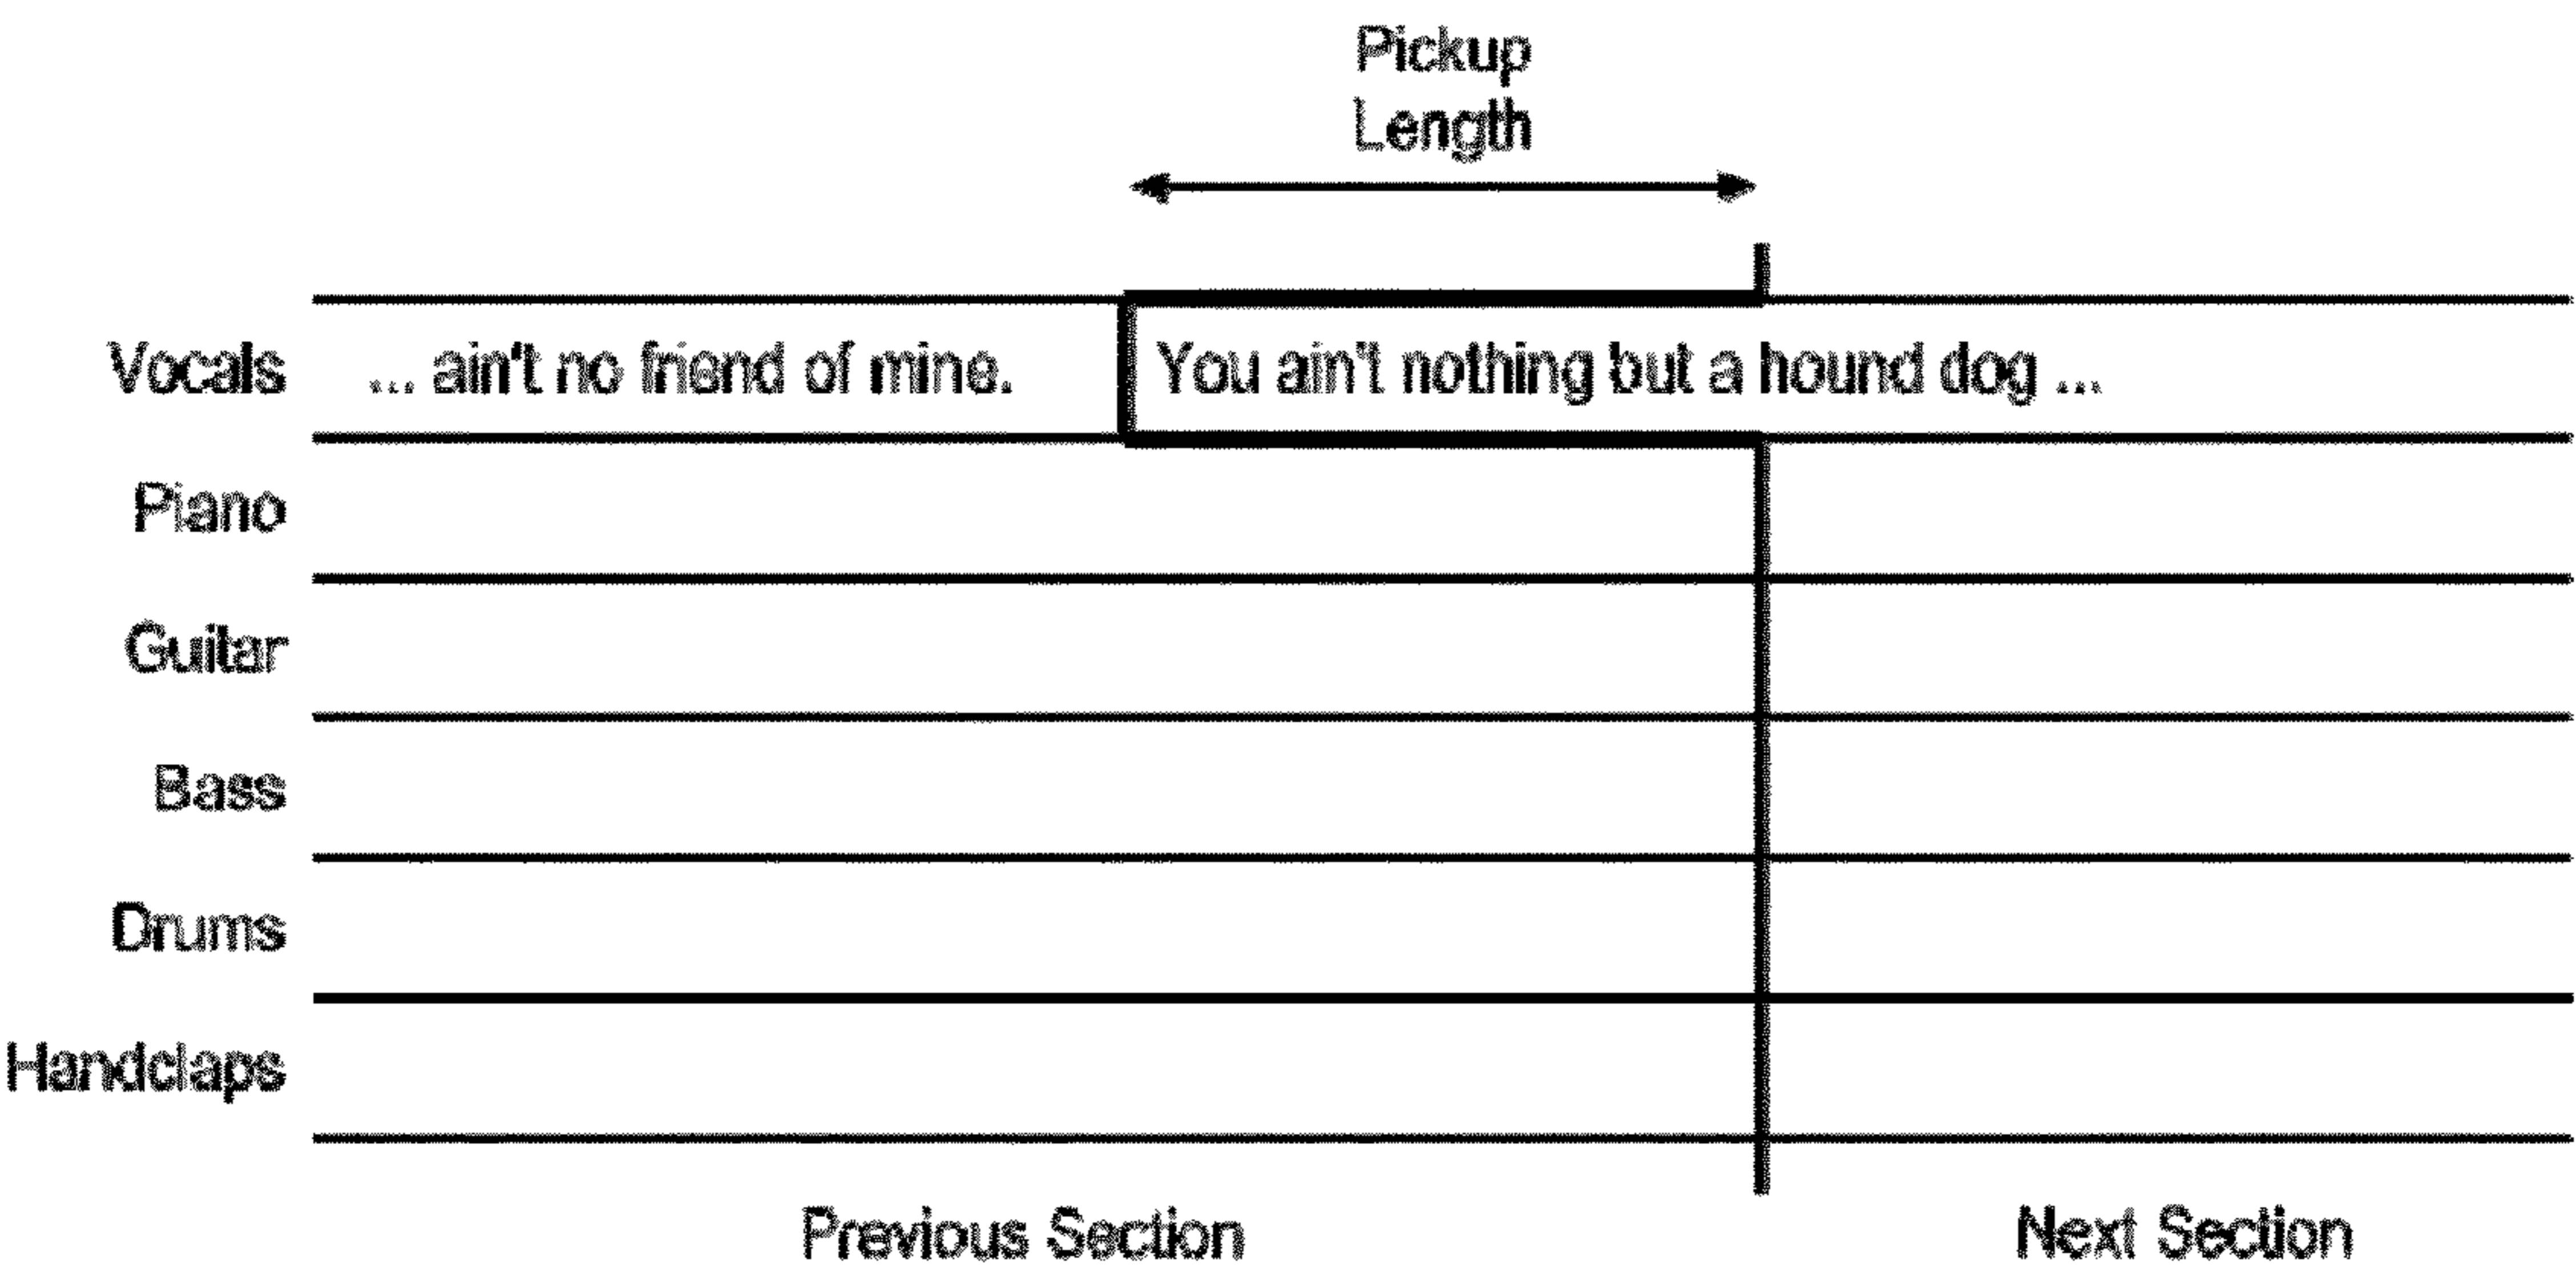 Pickup
Length
Vocals ... ain't no friend of mine. You ain't nothing but a hound dog ...
Piano
Guitar
Bass
Drums
Handclaps
Previous Section Next Section